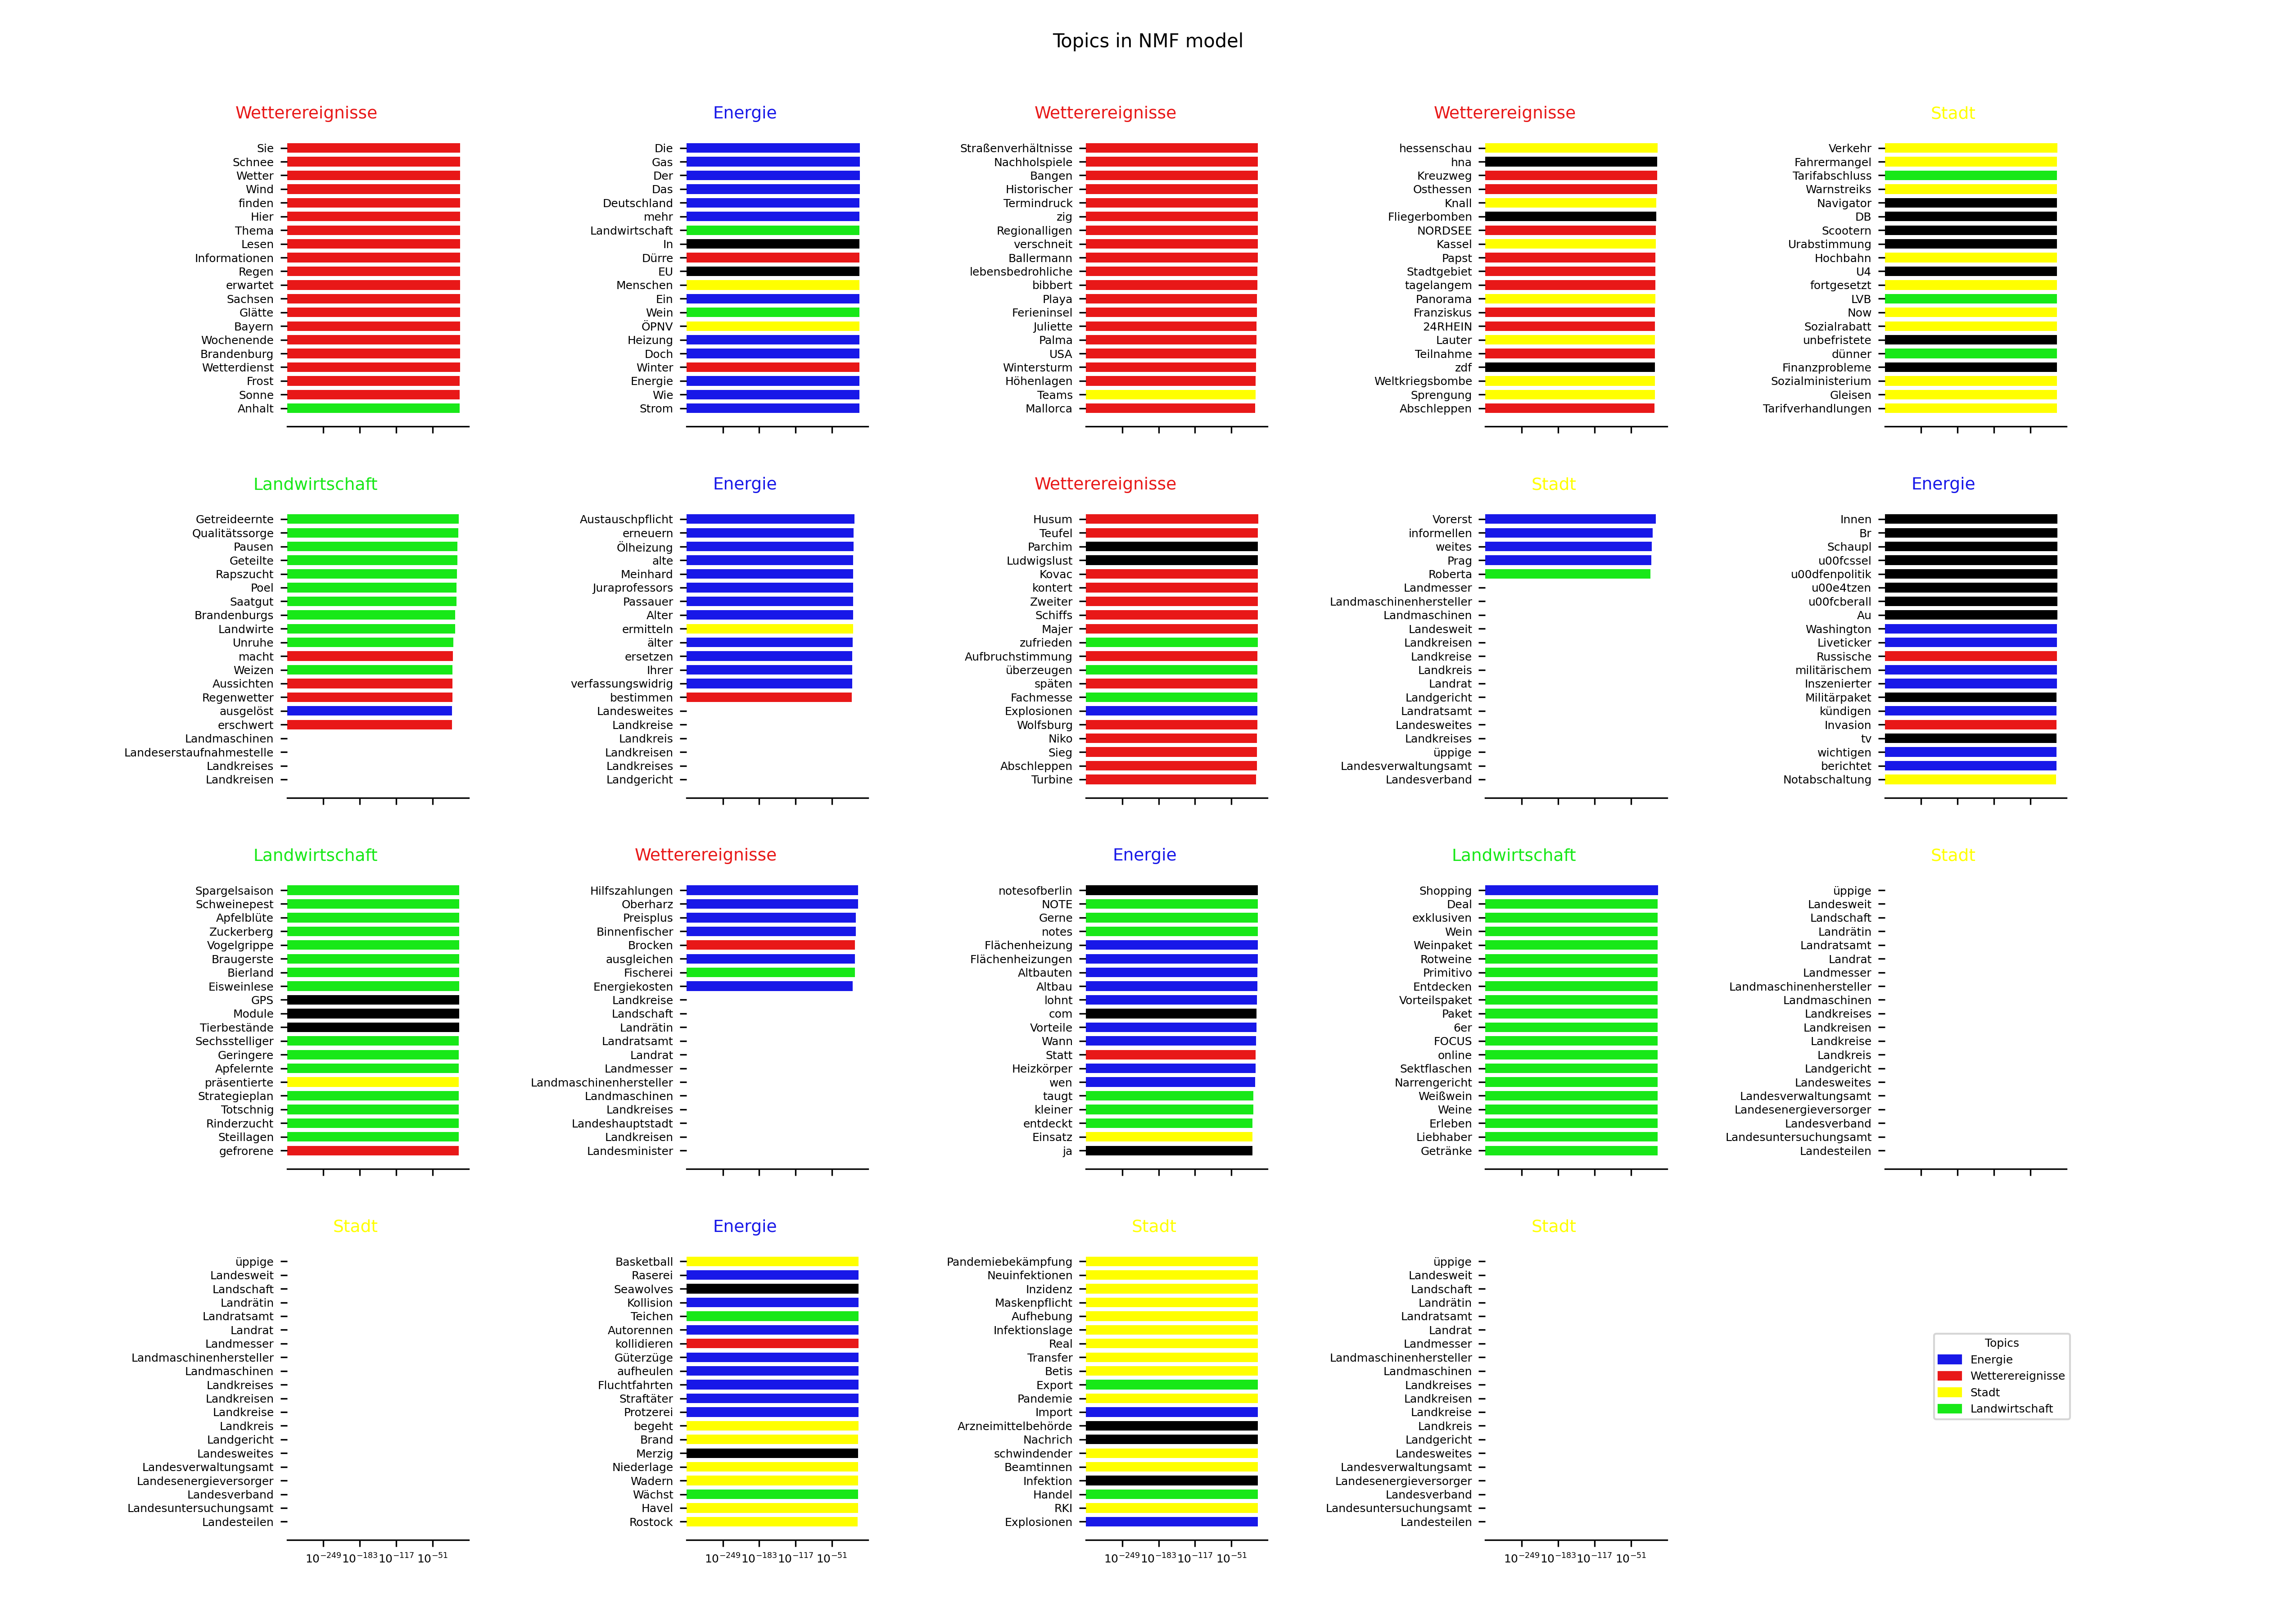 Topics in NMF model
Wetterereignisse
Sie
Schnee
Wetter
Wind
finden
Hier
Thema
Lesen
Informationen
Regen
erwartet
Sachsen
Glätte
Bayern
Wochenende
Brandenburg
Wetterdienst
Frost
Sonne
Anhalt
Energie
Die
Gas
Der
Das
Deutschland
mehr
Landwirtschaft
In
Dürre
EU
Menschen
Ein
Wein
ÖPNV
Heizung
Doch
Winter
Energie
Wie
Strom
Wetterereignisse
Straßenverhältnisse
Nachholspiele
Bangen
Historischer
Termindruck
zig
Regionalligen
verschneit
Ballermann
lebensbedrohliche
bibbert
Playa
Ferieninsel
Juliette
Palma
USA
Wintersturm
Höhenlagen
Teams
Mallorca
Wetterereignisse
hessenschau
hna
Kreuzweg
Osthessen
Knall
Fliegerbomben
NORDSEE
Kassel
Papst
Stadtgebiet
tagelangem
Panorama
Franziskus
24RHEIN
Lauter
Teilnahme
zdf
Weltkriegsbombe
Sprengung
Abschleppen
Stadt
Verkehr
Fahrermangel
Tarifabschluss
Warnstreiks
Navigator
DB
Scootern
Urabstimmung
Hochbahn
U4
fortgesetzt
LVB
Now
Sozialrabatt
unbefristete
dünner
Finanzprobleme
Sozialministerium
Gleisen
Tarifverhandlungen
Landwirtschaft
Getreideernte
Qualitätssorge
Pausen
Geteilte
Rapszucht
Poel
Saatgut
Brandenburgs
Landwirte
Unruhe
macht
Weizen
Aussichten
Regenwetter
ausgelöst
erschwert
Landmaschinen
Landeserstaufnahmestelle
Landkreises
Landkreisen
Energie
Austauschpflicht
erneuern
Ölheizung
alte
Meinhard
Juraprofessors
Passauer
Alter
ermitteln
älter
ersetzen
Ihrer
verfassungswidrig
bestimmen
Landesweites
Landkreise
Landkreis
Landkreisen
Landkreises
Landgericht
Wetterereignisse
Husum
Teufel
Parchim
Ludwigslust
Kovac
kontert
Zweiter
Schiffs
Majer
zufrieden
Aufbruchstimmung
überzeugen
späten
Fachmesse
Explosionen
Wolfsburg
Niko
Sieg
Abschleppen
Turbine
Stadt
Vorerst
informellen
weites
Prag
Roberta
Landmesser
Landmaschinenhersteller
Landmaschinen
Landesweit
Landkreisen
Landkreise
Landkreis
Landrat
Landgericht
Landratsamt
Landesweites
Landkreises
üppige
Landesverwaltungsamt
Landesverband
Energie
Innen
Br
Schaupl
u00fcssel
u00dfenpolitik
u00e4tzen
u00fcberall
Au
Washington
Liveticker
Russische
militärischem
Inszenierter
Militärpaket
kündigen
Invasion
tv
wichtigen
berichtet
Notabschaltung
Landwirtschaft
Spargelsaison
Schweinepest
Apfelblüte
Zuckerberg
Vogelgrippe
Braugerste
Bierland
Eisweinlese
GPS
Module
Tierbestände
Sechsstelliger
Geringere
Apfelernte
präsentierte
Strategieplan
Totschnig
Rinderzucht
Steillagen
gefrorene
Wetterereignisse
Hilfszahlungen
Oberharz
Preisplus
Binnenfischer
Brocken
ausgleichen
Fischerei
Energiekosten
Landkreise
Landschaft
Landrätin
Landratsamt
Landrat
Landmesser
Landmaschinenhersteller
Landmaschinen
Landkreises
Landeshauptstadt
Landkreisen
Landesminister
Energie
notesofberlin
NOTE
Gerne
notes
Flächenheizung
Flächenheizungen
Altbauten
Altbau
lohnt
com
Vorteile
Wann
Statt
Heizkörper
wen
taugt
kleiner
entdeckt
Einsatz
ja
Landwirtschaft
Shopping
Deal
exklusiven
Wein
Weinpaket
Rotweine
Primitivo
Entdecken
Vorteilspaket
Paket
6er
FOCUS
online
Sektflaschen
Narrengericht
Weißwein
Weine
Erleben
Liebhaber
Getränke
Stadt
üppige
Landesweit
Landschaft
Landrätin
Landratsamt
Landrat
Landmesser
Landmaschinenhersteller
Landmaschinen
Landkreises
Landkreisen
Landkreise
Landkreis
Landgericht
Landesweites
Landesverwaltungsamt
Landesenergieversorger
Landesverband
Landesuntersuchungsamt
Landesteilen
Stadt
üppige
Landesweit
Landschaft
Landrätin
Landratsamt
Landrat
Landmesser
Landmaschinenhersteller
Landmaschinen
Landkreises
Landkreisen
Landkreise
Landkreis
Landgericht
Landesweites
Landesverwaltungsamt
Landesenergieversorger
Landesverband
Landesuntersuchungsamt
Landesteilen
10^-249 10^-183 10^-117 10^-51
Energie
Basketball
Raserei
Seawolves
Kollision
Teichen
Autorennen
kollidieren
Güterzüge
aufheulen
Fluchtfahrten
Straftäter
Protzerei
begeht
Brand
Merzig
Niederlage
Wadern
Wächst
Havel
Rostock
10^-249 10^-183 10^-117 10^-51
Stadt
Pandemiebekämpfung
Neuinfektionen
Inzidenz
Maskenpflicht
Aufhebung
Infektionslage
Real
Transfer
Betis
Export
Pandemie
Import
Arzneimittelbehörde
Nachrich
schwindender
Beamtinnen
Infektion
Handel
RKI
Explosionen
10^-249 10^-183 10^-117 10^-51
Stadt
üppige
Landesweit
Landschaft
Landrätin
Landratsamt
Landrat
Landmesser
Landmaschinenhersteller
Landmaschinen
Landkreises
Landkreisen
Landkreise
Landkreis
Landgericht
Landesweites
Landesverwaltungsamt
Landesenergieversorger
Landesverband
Landesuntersuchungsamt
Landesteilen
10^-249 10^-183 10^-117 10^-51
Topics
Energie
Wetterereignisse
Stadt
Landwirtschaft